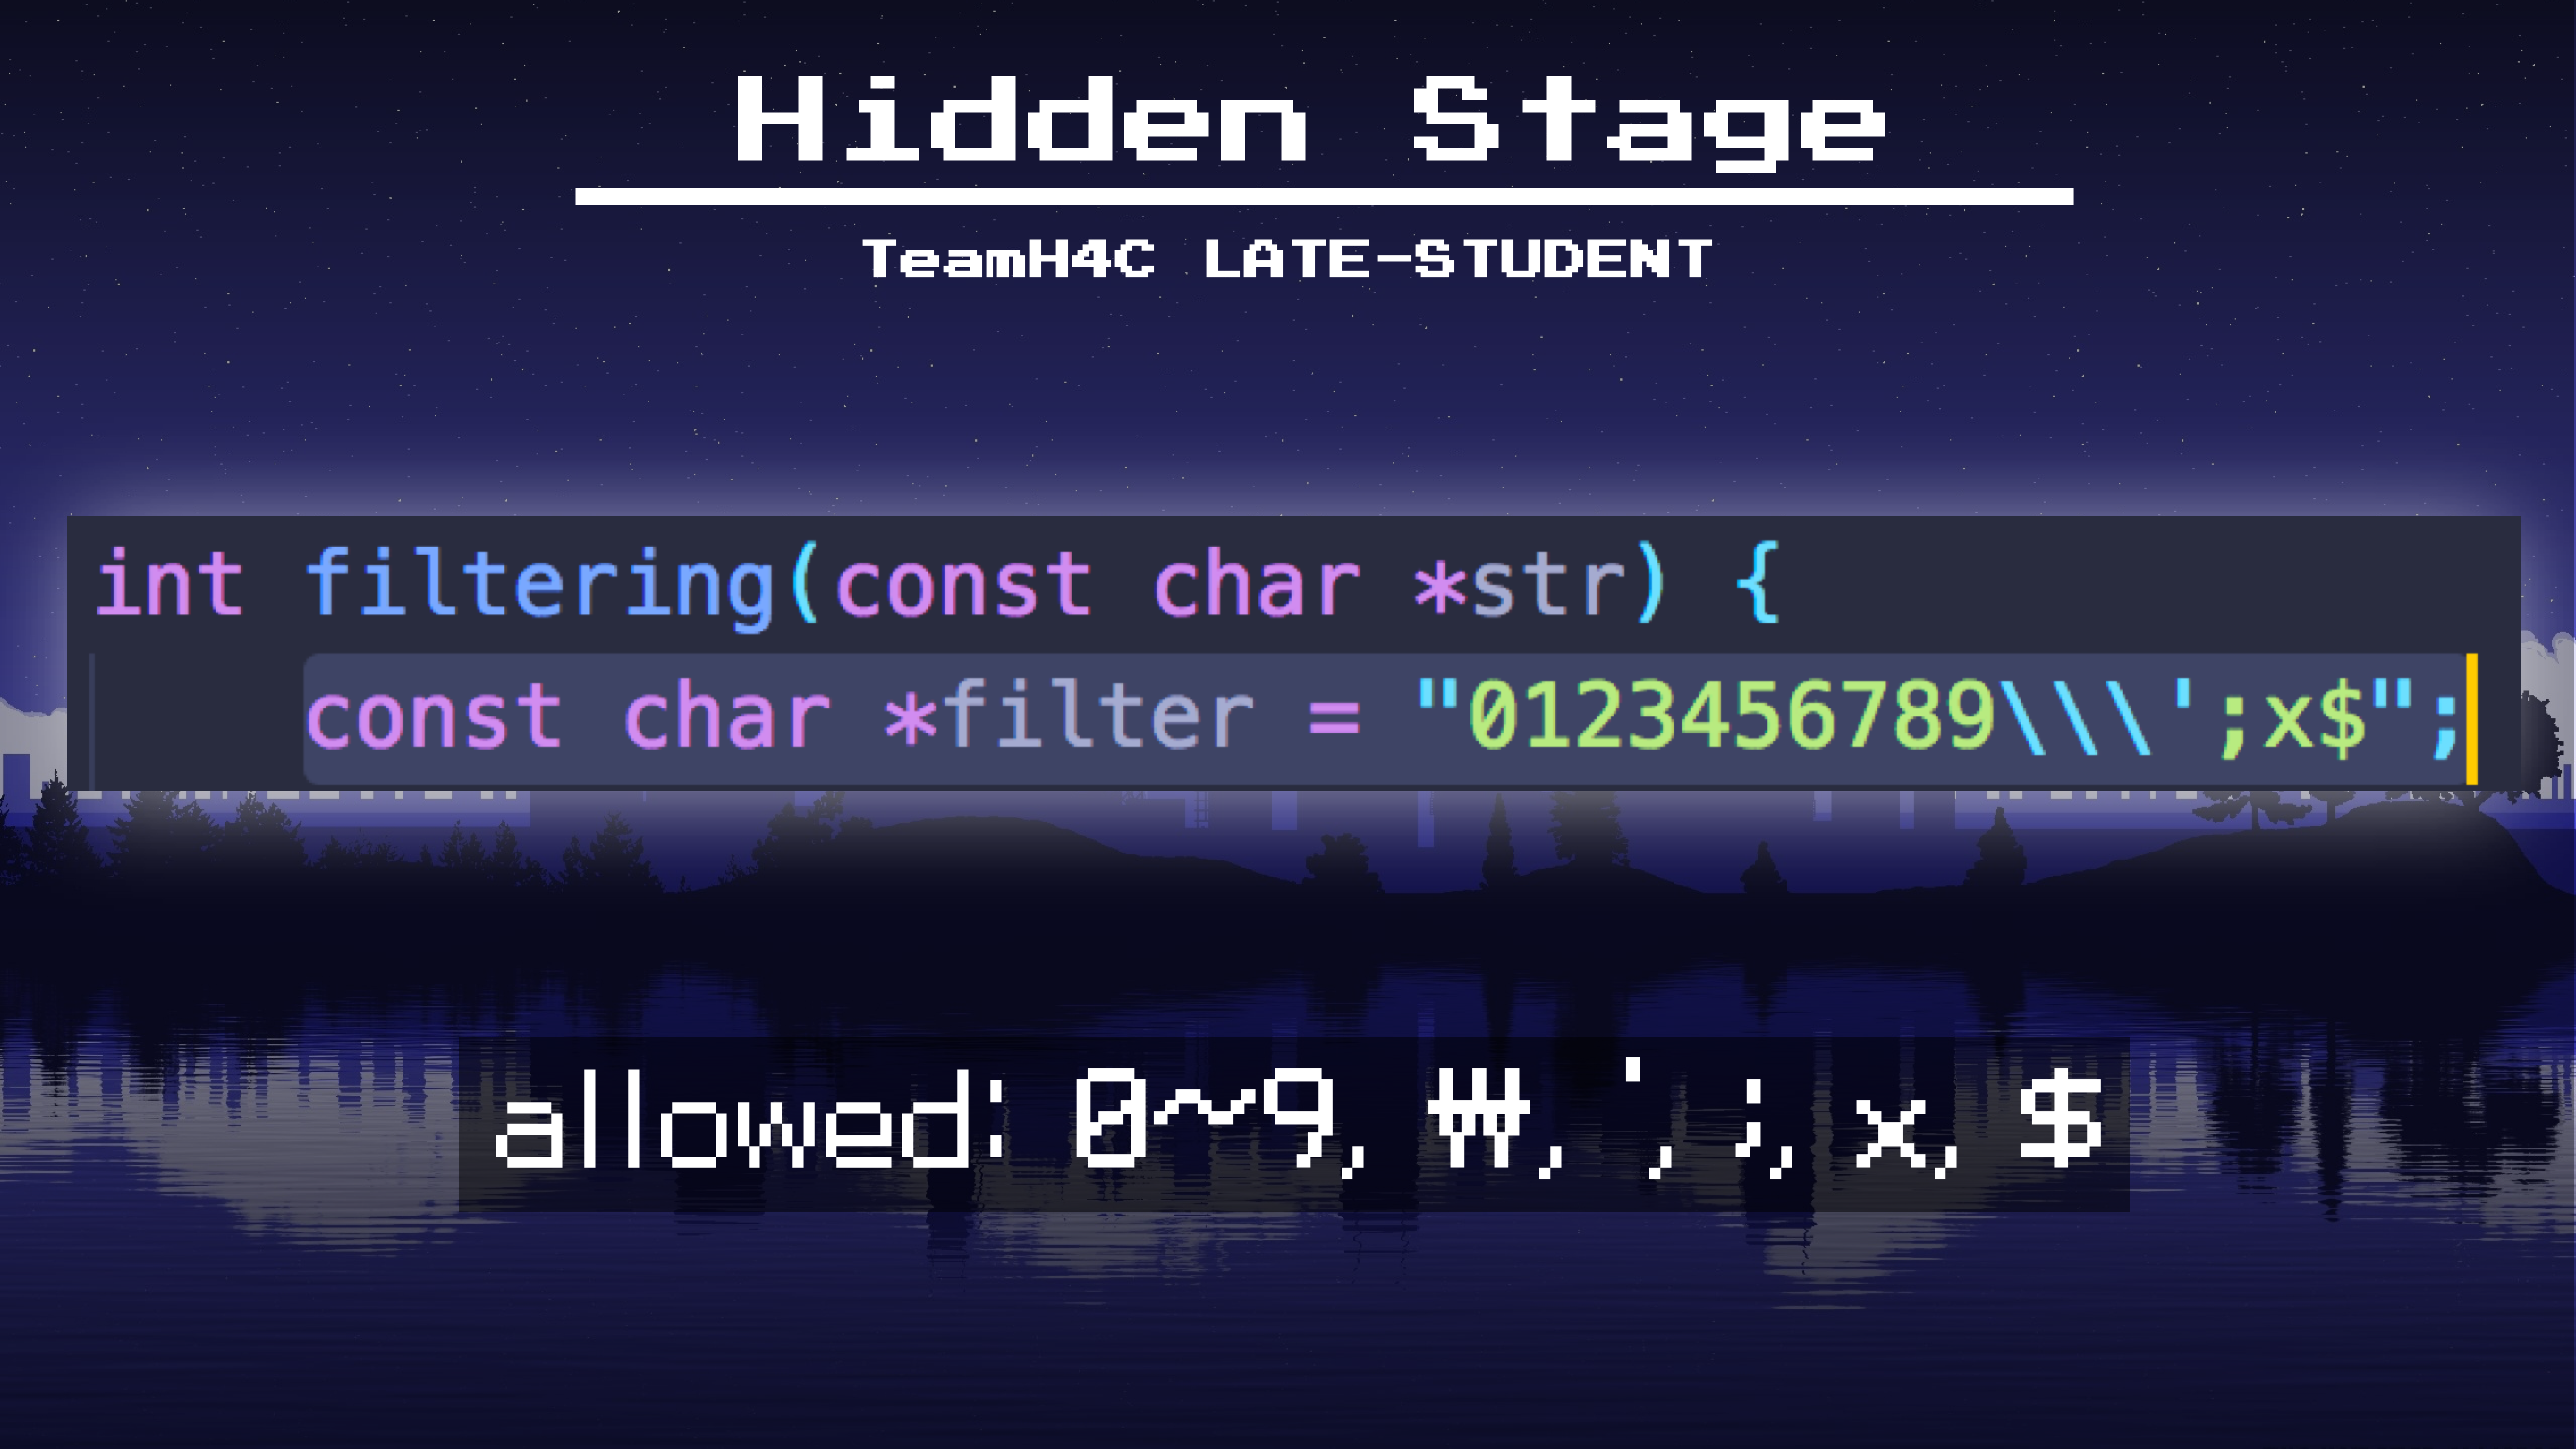 Hidden Stage
TeamH4C LATE-STUDENT
int filtering(const char *str) {
const char *filter = "0123456789\\\';x$";
allowed: 0~9, ₩, ', ;, x, $